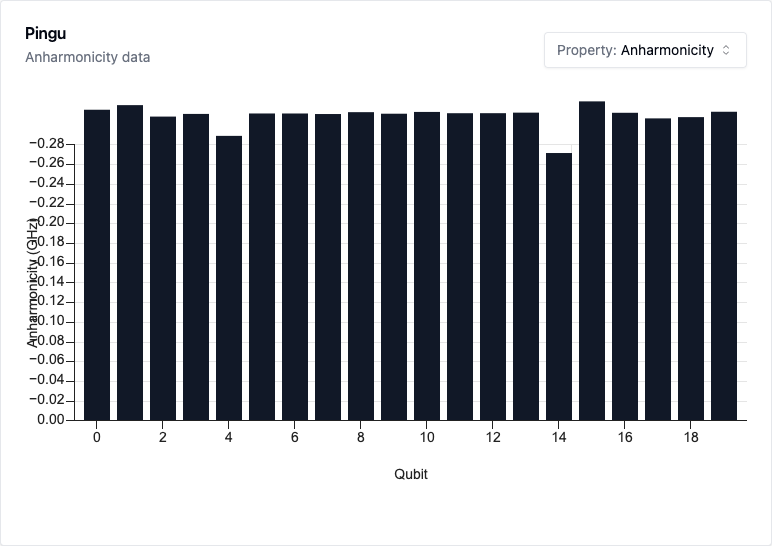 Pingu
Anharmonicity data
Property: Anharmonicity
−0.28
−0.26
−0.24
−0.22
−0.20
−0.18
−0.16
−0.14
−0.12
−0.10
−0.08
−0.06
−0.04
−0.02
0.00
Anharmonicity (GHz)
0 2 4 6 8 10 12 14 16 18
Qubit